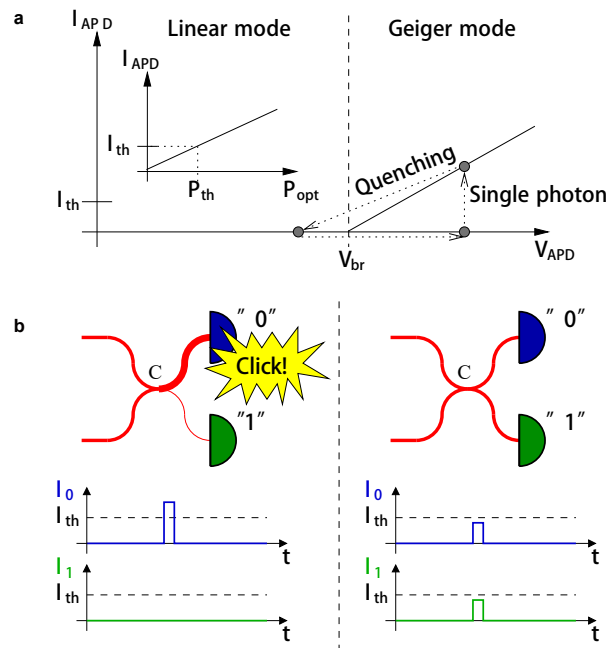 a
I_AP D
Linear mode
Geiger mode
I_APD
I_th
P_th
P_opt
I_th
Quenching
Single photon
V_br
V_APD
b
" 0"
C
Click!
"1"
" 0"
C
" 1"
I_0
I_th
t
I_1
I_th
t
I_0
I_th
t
I_1
I_th
t